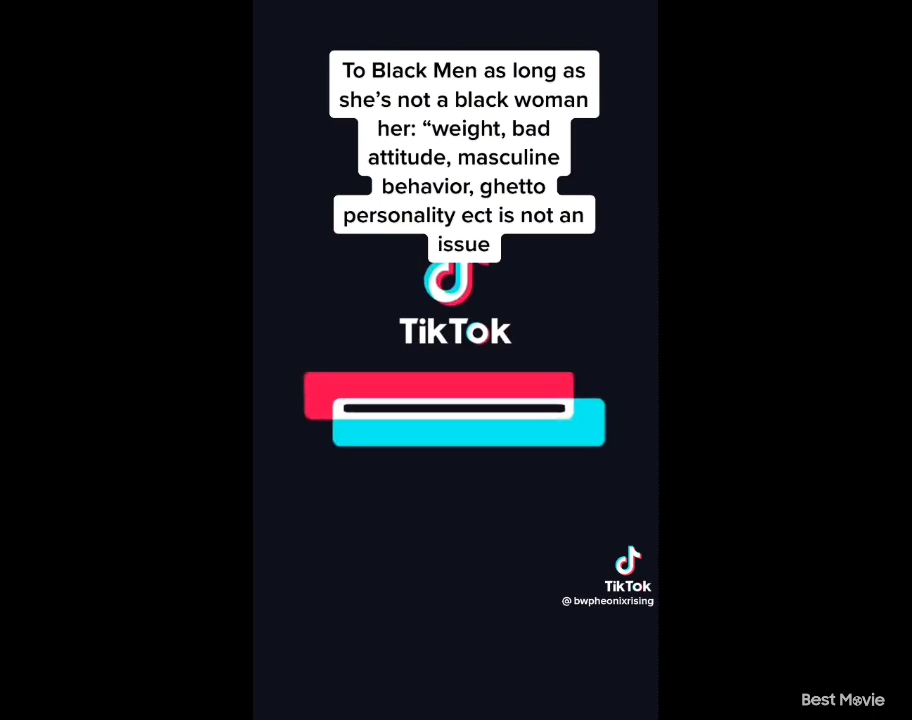 To Black Men as long as
she's not a black woman
her: “weight, bad
attitude, masculine
behavior, ghetto
personality ect is not an
issue
TikTok
TikTok
@ bwpheonixrising
Best Movie